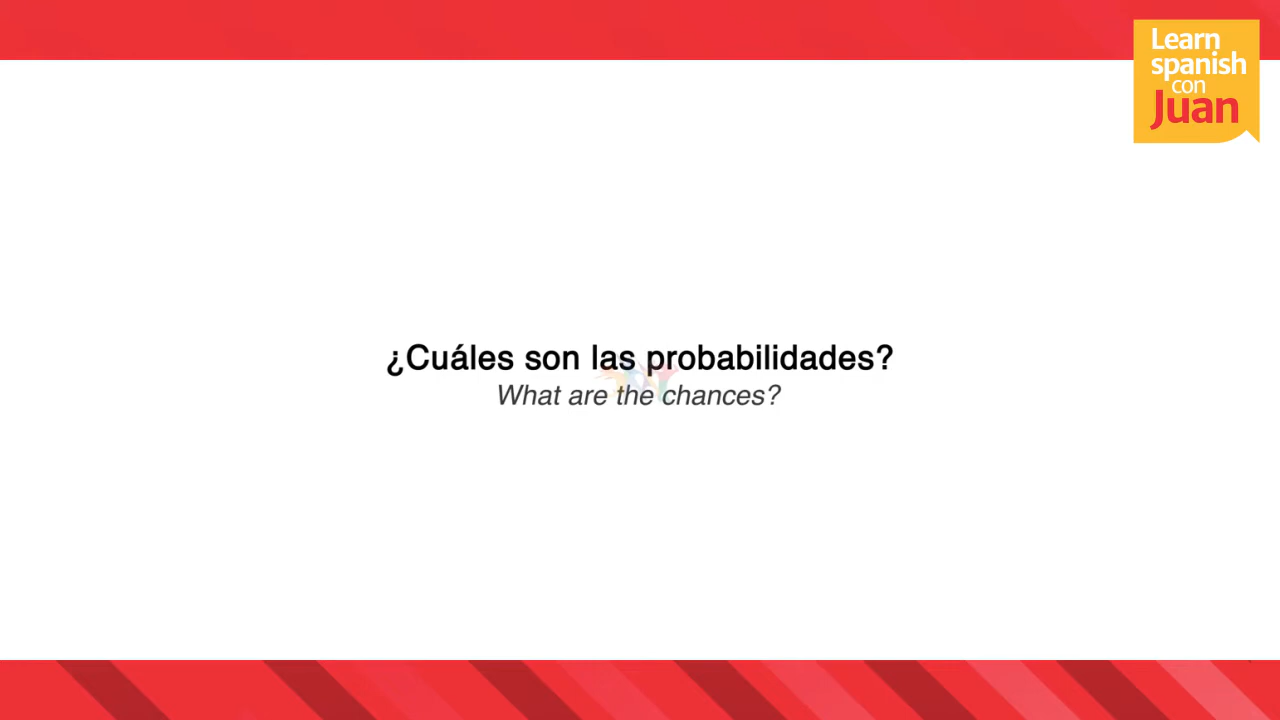 Learn
spanish
con
Juan
¿Cuáles son las probabilidades?
What are the chances?